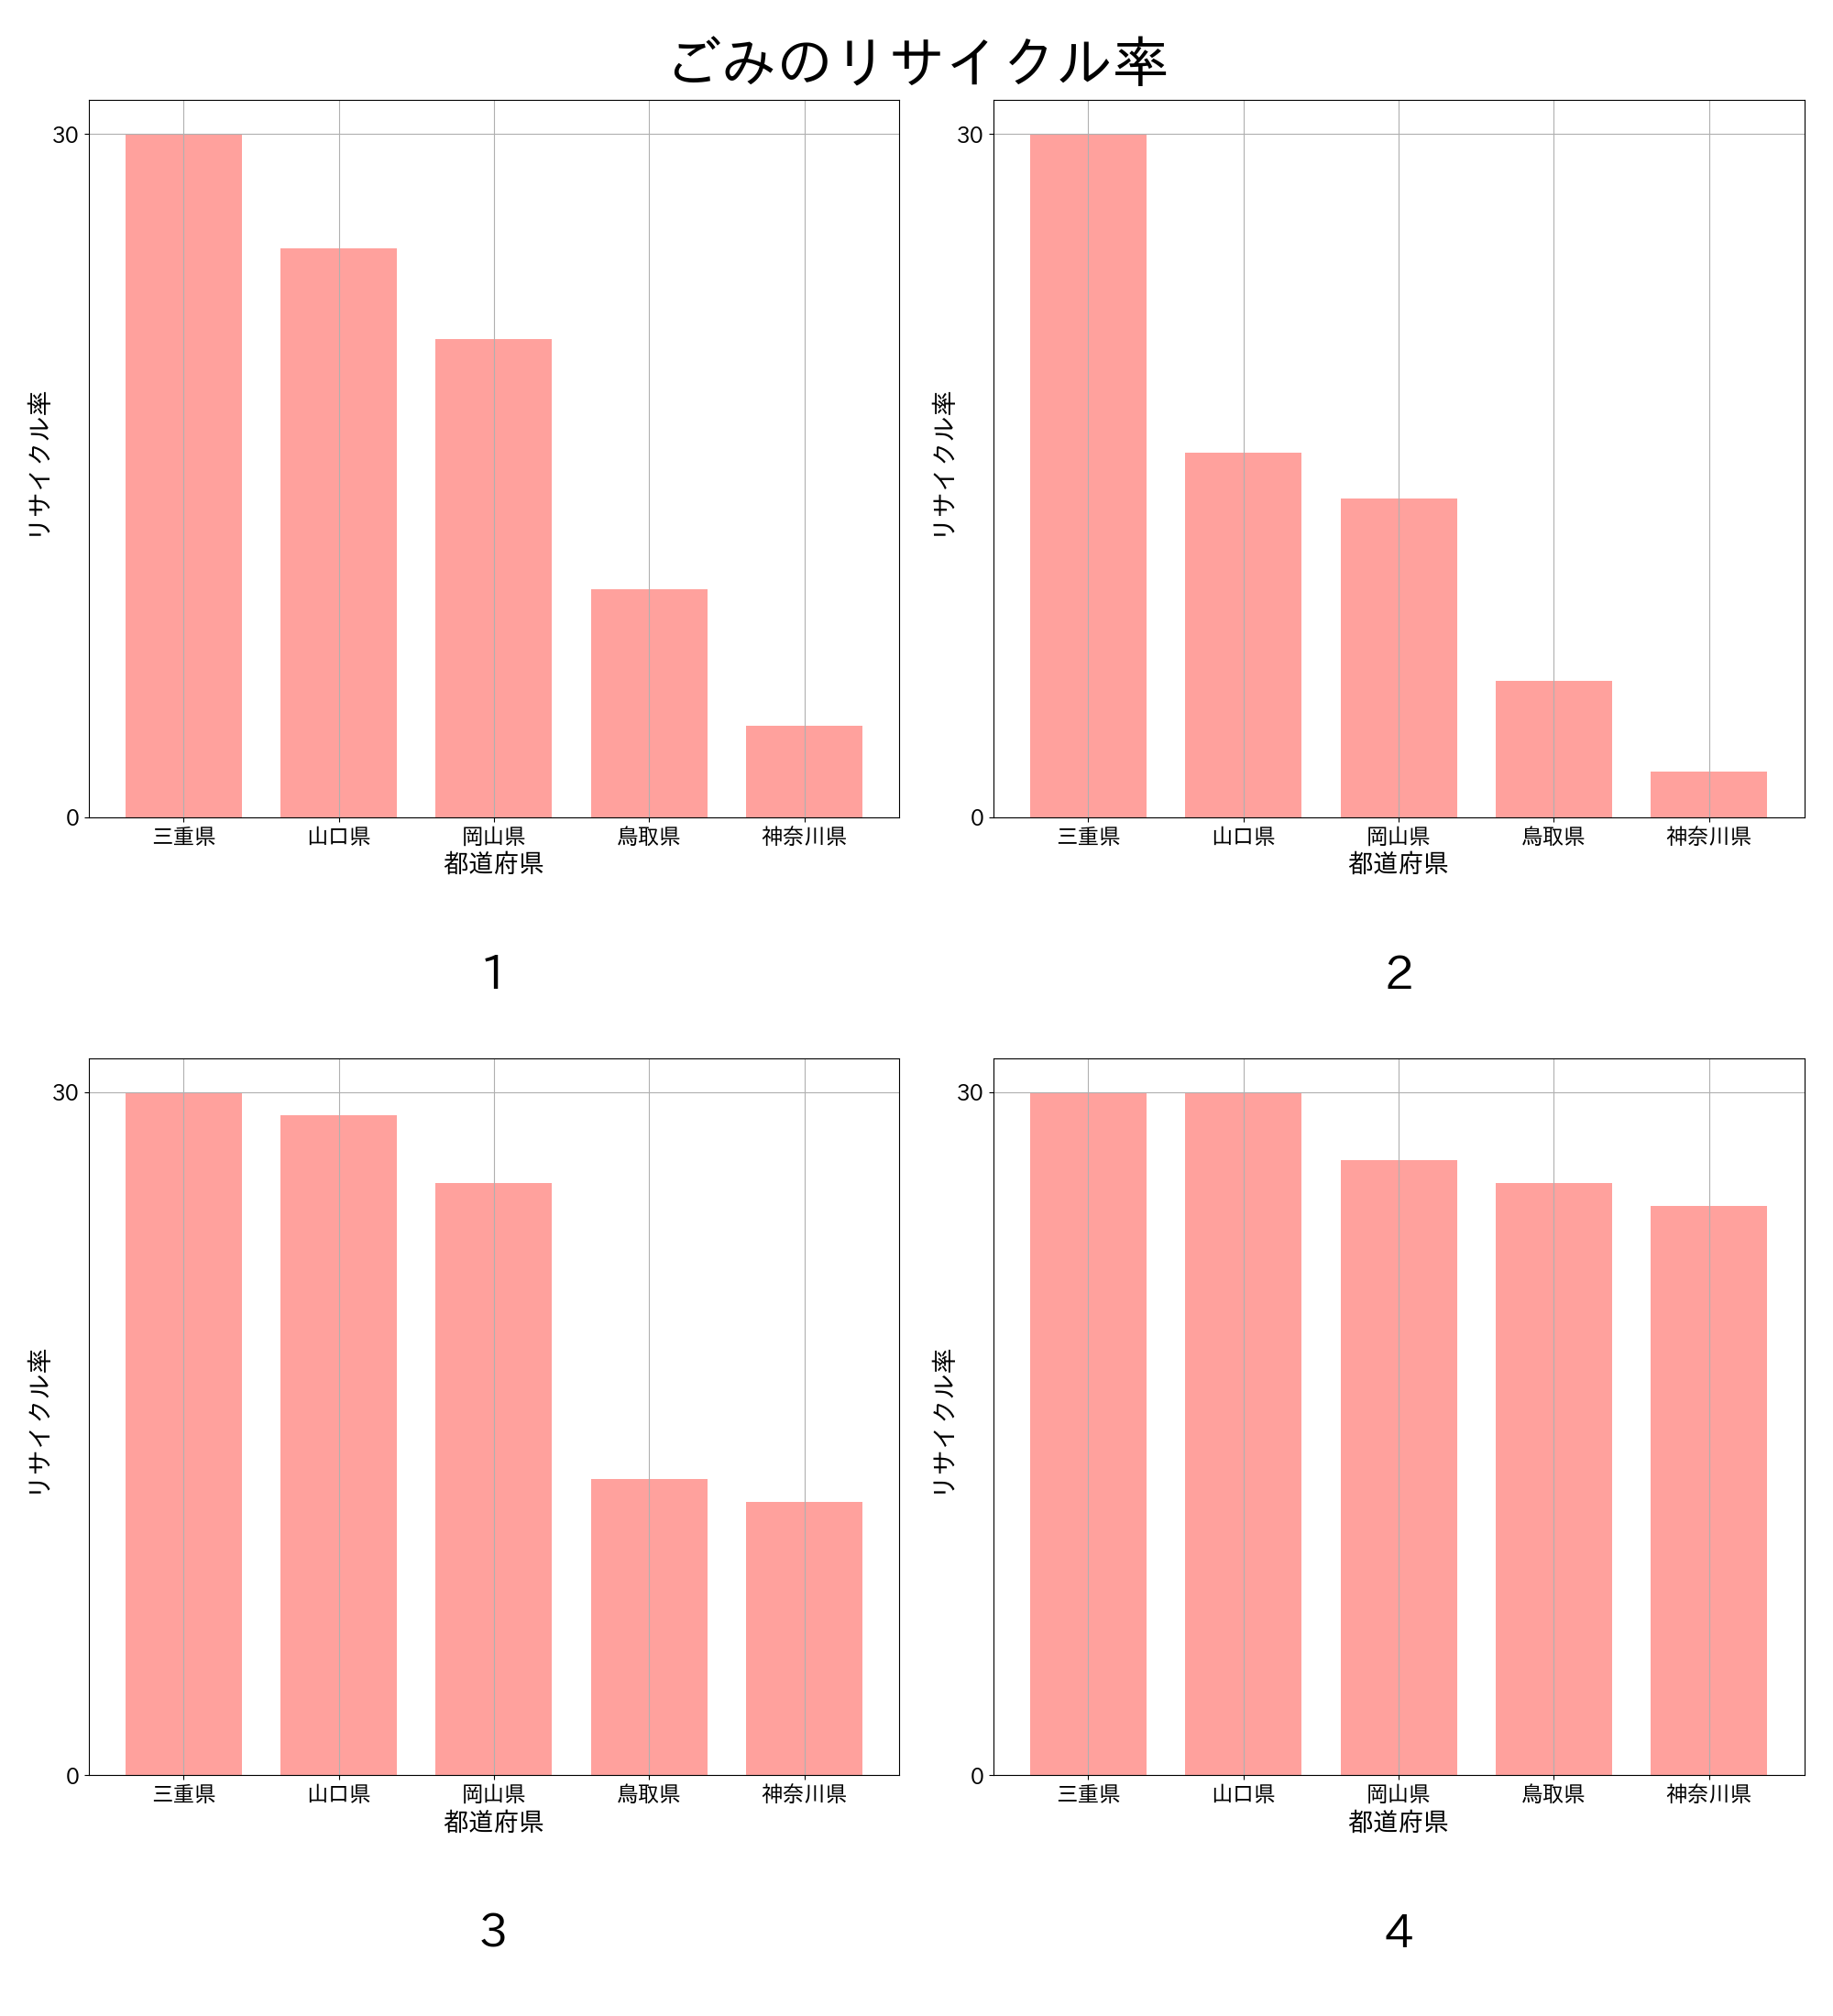 ごみのリサイクル率
30
0
リサイクル率
三重県 山口県 岡山県 鳥取県 神奈川県
都道府県
1
30
0
リサイクル率
三重県 山口県 岡山県 鳥取県 神奈川県
都道府県
2
30
0
リサイクル率
三重県 山口県 岡山県 鳥取県 神奈川県
都道府県
3
30
0
リサイクル率
三重県 山口県 岡山県 鳥取県 神奈川県
都道府県
4